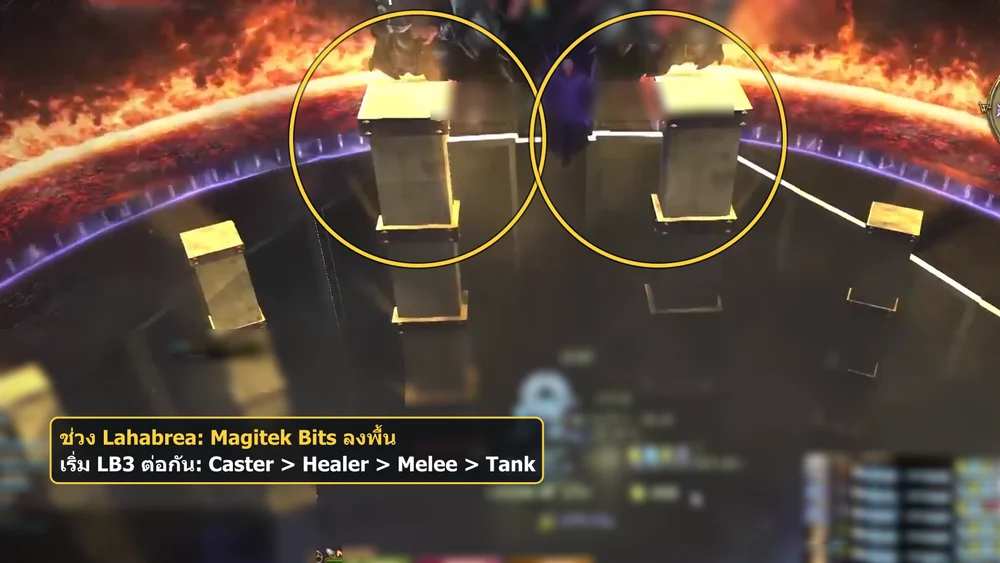 ช่วง Lahabrea: Magitek Bits ลงพื้น
เริ่ม LB3 ต่อกัน: Caster > Healer > Melee > Tank